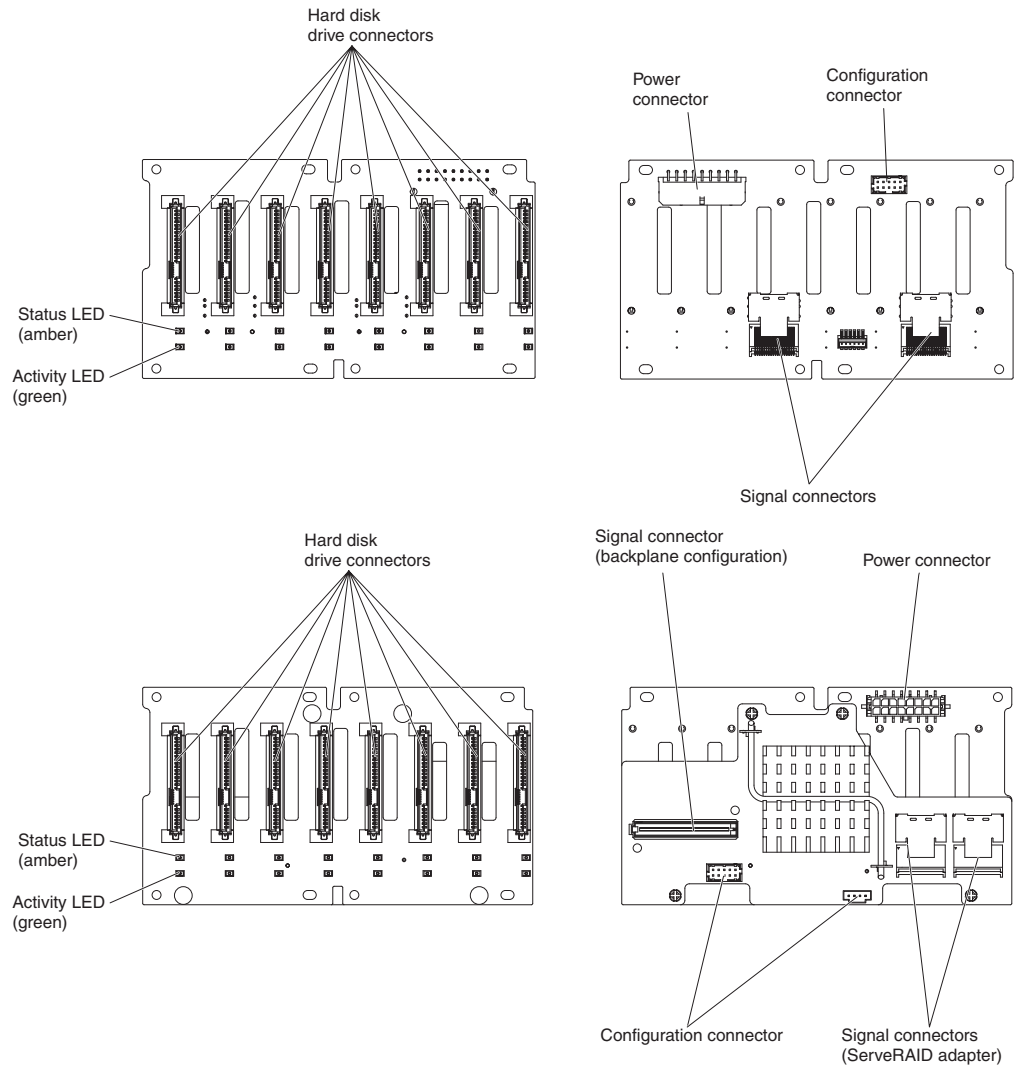 Hard disk
drive connectors
Power
connector
Configuration
connector
Status LED
(amber)
Activity LED
(green)
Signal connectors
Hard disk
drive connectors
Signal connector
(backplane configuration)
Power connector
Status LED
(amber)
Activity LED
(green)
Configuration connector
Signal connectors
(ServeRAID adapter)